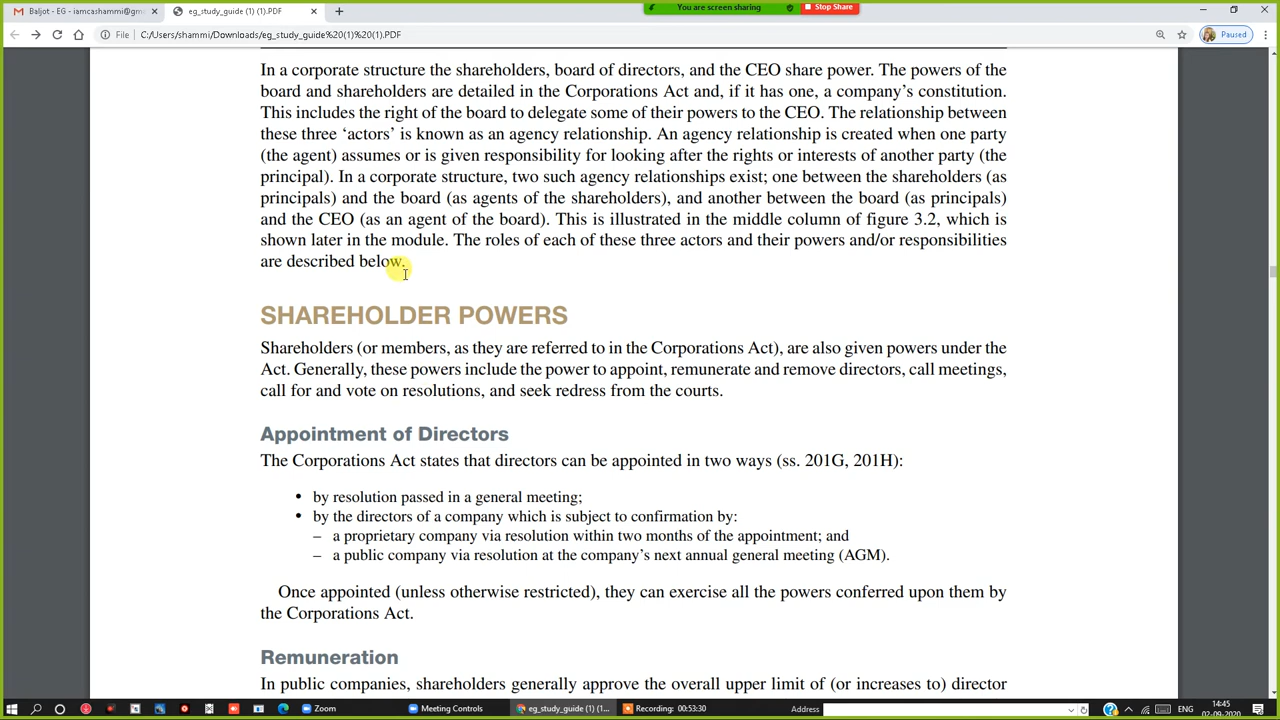 Baljot - EG - iamcashammi@gm
eg_study_guide (1) (1).PDF
You are screen sharing
Stop Share
File
C:/Users/shammi/Downloads/eg_study_guide%20(1)%20(1).PDF
Paused
In a corporate structure the shareholders, board of directors, and the CEO share power. The powers of the
board and shareholders are detailed in the Corporations Act and, if it has one, a company's constitution.
This includes the right of the board to delegate some of their powers to the CEO. The relationship between
these three 'actors' is known as an agency relationship. An agency relationship is created when one party
(the agent) assumes or is given responsibility for looking after the rights or interests of another party (the
principal). In a corporate structure, two such agency relationships exist; one between the shareholders (as
principals) and the board (as agents of the shareholders), and another between the board (as principals)
and the CEO (as an agent of the board). This is illustrated in the middle column of figure 3.2, which is
shown later in the module. The roles of each of these three actors and their powers and/or responsibilities
are described below.
SHAREHOLDER POWERS
Shareholders (or members, as they are referred to in the Corporations Act), are also given powers under the
Act. Generally, these powers include the power to appoint, remunerate and remove directors, call meetings,
call for and vote on resolutions, and seek redress from the courts.
Appointment of Directors
The Corporations Act states that directors can be appointed in two ways (ss. 201G, 201H):
• by resolution passed in a general meeting;
• by the directors of a company which is subject to confirmation by:
– a proprietary company via resolution within two months of the appointment; and
– a public company via resolution at the company's next annual general meeting (AGM).
Once appointed (unless otherwise restricted), they can exercise all the powers conferred upon them by
the Corporations Act.
Remuneration
In public companies, shareholders generally approve the overall upper limit of (or increases to) director
Zoom
Meeting Controls
eg_study_guide (1) (1...
Recording: 00:53:30
Address
ENG
14:45
02-09-2020